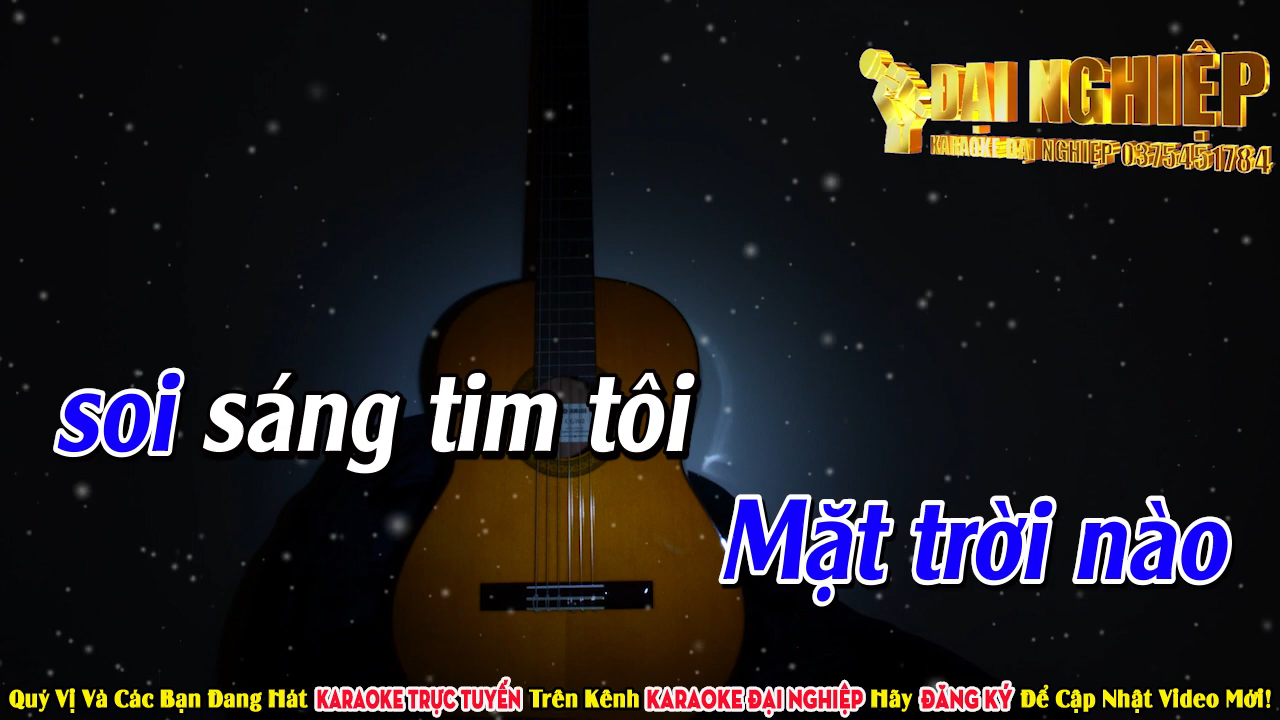 ĐẠI NGHIỆP
KARAOKE ĐẠI NGHIỆP 0375451784
soi sáng tim tôi
Mặt trời nào
Quý Vị Và Các Bạn Đang Hát KARAOKE TRỰC TUYẾN Trên Kênh KARAOKE ĐẠI NGHIỆP Hãy ĐĂNG KÝ Để Cập Nhật Video Mới!